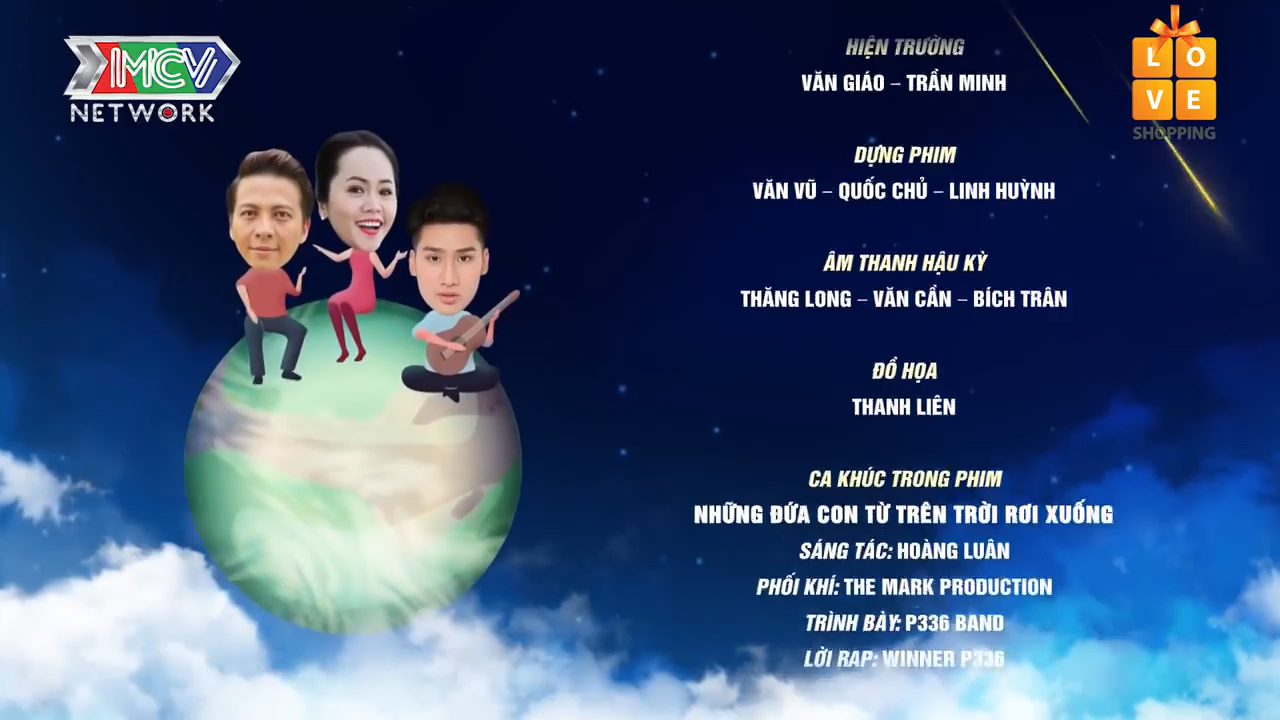 MCV
NETWORK
HIỆN TRƯỜNG
VĂN GIÁO – TRẦN MINH
DỰNG PHIM
VĂN VŨ – QUỐC CHỦ – LINH HUỲNH
ÂM THANH HẬU KỲ
THĂNG LONG – VĂN CẦN – BÍCH TRÂN
ĐỒ HỌA
THANH LIÊN
CA KHÚC TRONG PHIM
NHỮNG ĐỨA CON TỪ TRÊN TRỜI RƠI XUỐNG
SÁNG TÁC: HOÀNG LUÂN
PHỐI KHÍ: THE MARK PRODUCTION
TRÌNH BÀY: P336 BAND
LỜI RAP: WINNER P336
LO
VE
SHOPPING